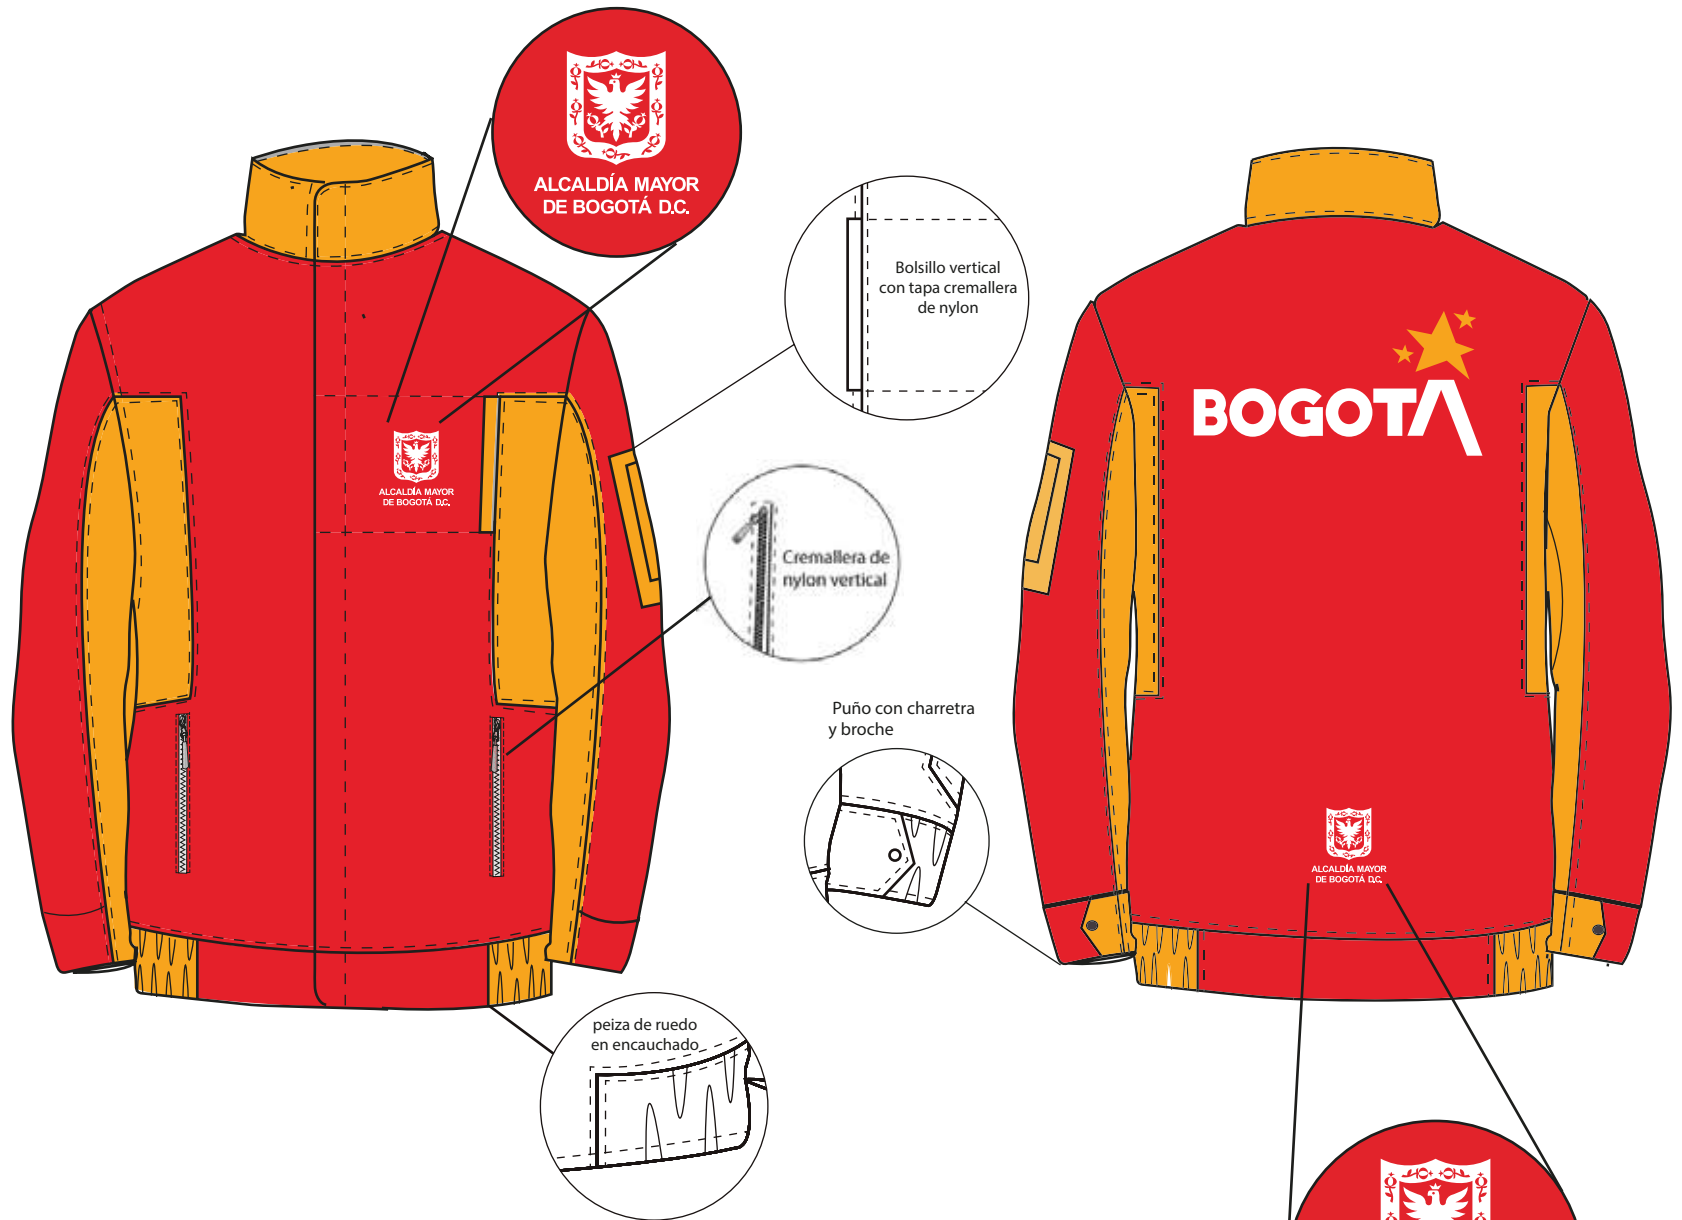 ALCALDÍA MAYOR
DE BOGOTÁ D.C.
Bolsillo vertical
con tapa cremallera
de nylon
BOGOTÁ
ALCALDÍA MAYOR
DE BOGOTÁ D.C.
Cremallera de
nylon vertical
Puño con charretra
y broche
ALCALDÍA MAYOR
DE BOGOTÁ D.C.
peiza de ruedo
en encauchado